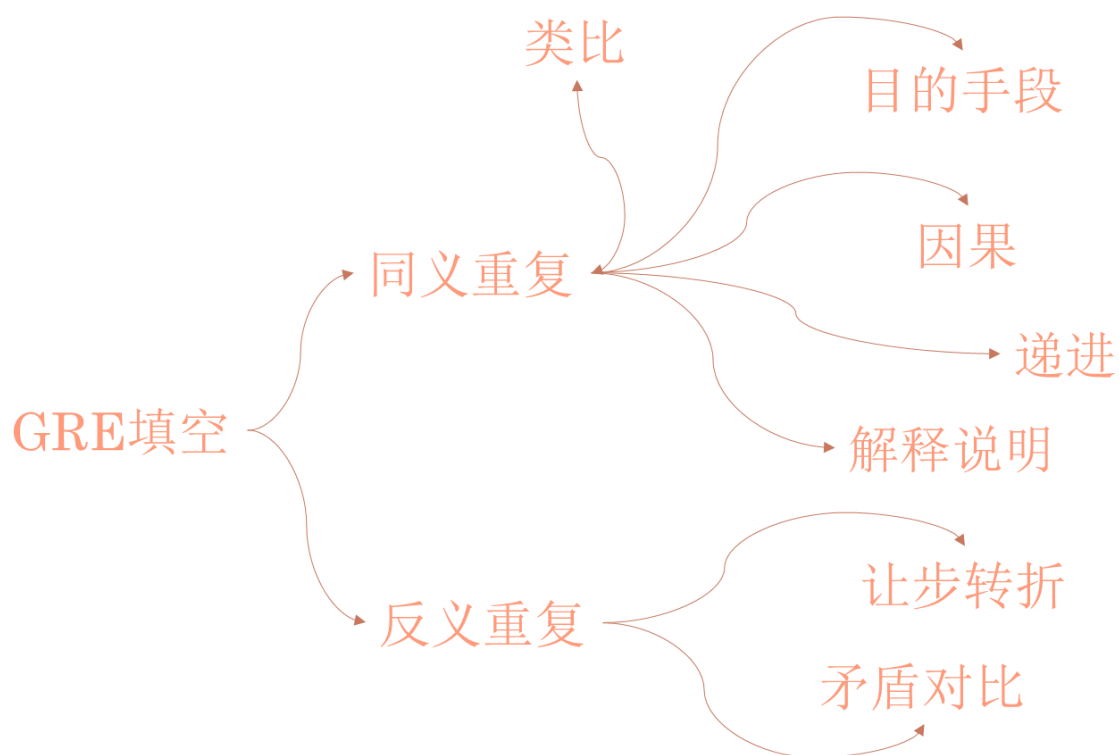 类比
目的手段
因果
同义重复
递进
GRE填空
解释说明
让步转折
反义重复
矛盾对比